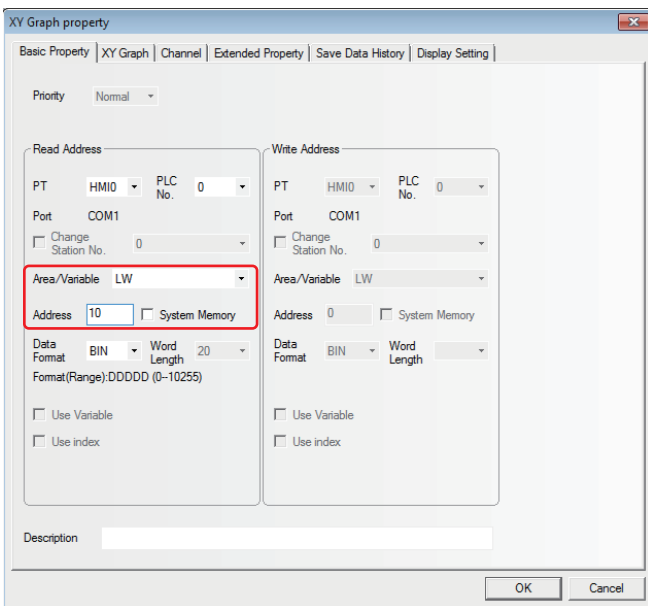 XY Graph property
Basic Property XY Graph Channel Extended Property Save Data History Display Setting
Priority Normal
Read Address
PT HMI0 PLC No. 0
Port COM1
Change Station No. 0
Area/Variable LW
Address 10 System Memory
Data Format BIN Word Length 20
Format(Range):DDDDD (0--10255)
Use Variable
Use index
Write Address
PT HMI0 PLC No. 0
Port COM1
Change Station No. 0
Area/Variable LW
Address 0 System Memory
Data Format BIN Word Length
Use Variable
Use index
Description
OK Cancel